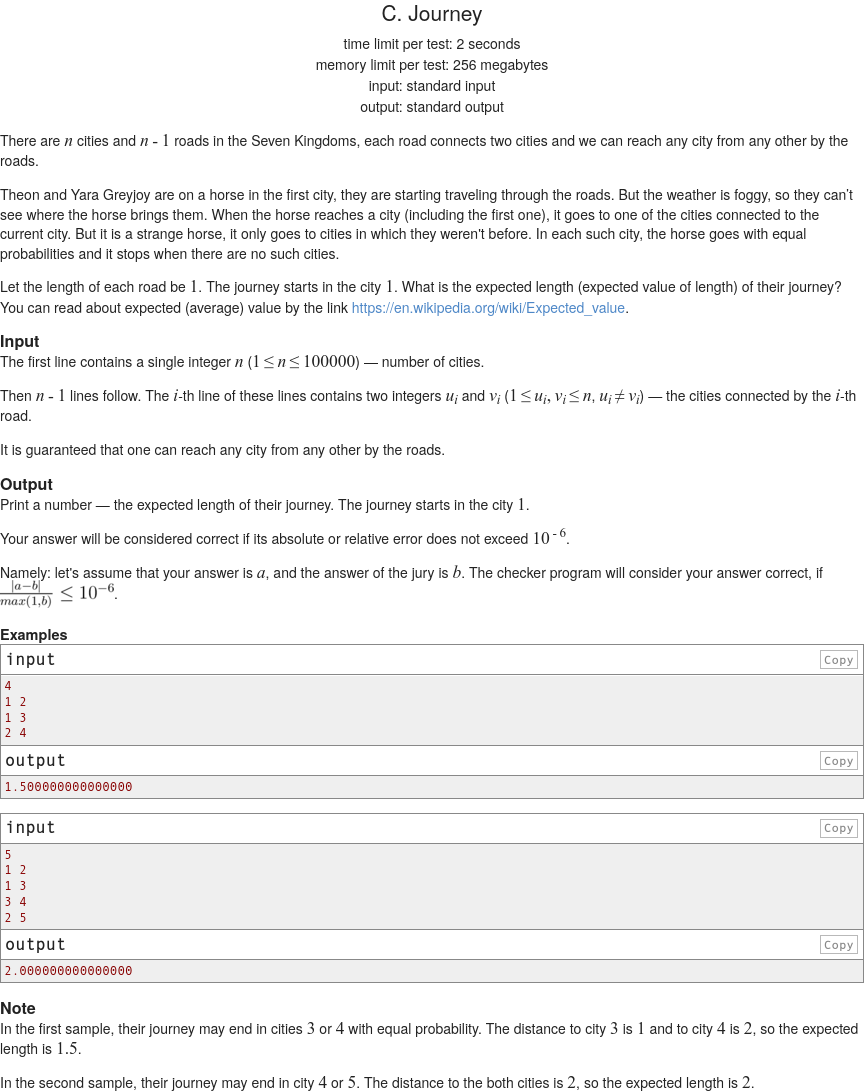 C. Journey
time limit per test: 2 seconds
memory limit per test: 256 megabytes
input: standard input
output: standard output
There are n cities and n - 1 roads in the Seven Kingdoms, each road connects two cities and we can reach any city from any other by the
roads.
Theon and Yara Greyjoy are on a horse in the first city, they are starting traveling through the roads. But the weather is foggy, so they can't
see where the horse brings them. When the horse reaches a city (including the first one), it goes to one of the cities connected to the
current city. But it is a strange horse, it only goes to cities in which they weren't before. In each such city, the horse goes with equal
probabilities and it stops when there are no such cities.
Let the length of each road be 1. The journey starts in the city 1. What is the expected length (expected value of length) of their journey?
You can read about expected (average) value by the link https://en.wikipedia.org/wiki/Expected_value.
Input
The first line contains a single integer n (1 ≤ n ≤ 100000) — number of cities.
Then n - 1 lines follow. The i-th line of these lines contains two integers u_i and v_i (1 ≤ u_i, v_i ≤ n, u_i ≠ v_i) — the cities connected by the i-th
road.
It is guaranteed that one can reach any city from any other by the roads.
Output
Print a number — the expected length of their journey. The journey starts in the city 1.
Your answer will be considered correct if its absolute or relative error does not exceed 10^-6.
Namely: let's assume that your answer is a, and the answer of the jury is b. The checker program will consider your answer correct, if
|a−b|/max(1,b) ≤ 10^−6.
Examples
input Copy
4
1 2
1 3
2 4
output Copy
1.500000000000000
input Copy
5
1 2
1 3
3 4
2 5
output Copy
2.000000000000000
Note
In the first sample, their journey may end in cities 3 or 4 with equal probability. The distance to city 3 is 1 and to city 4 is 2, so the expected
length is 1.5.
In the second sample, their journey may end in city 4 or 5. The distance to the both cities is 2, so the expected length is 2.